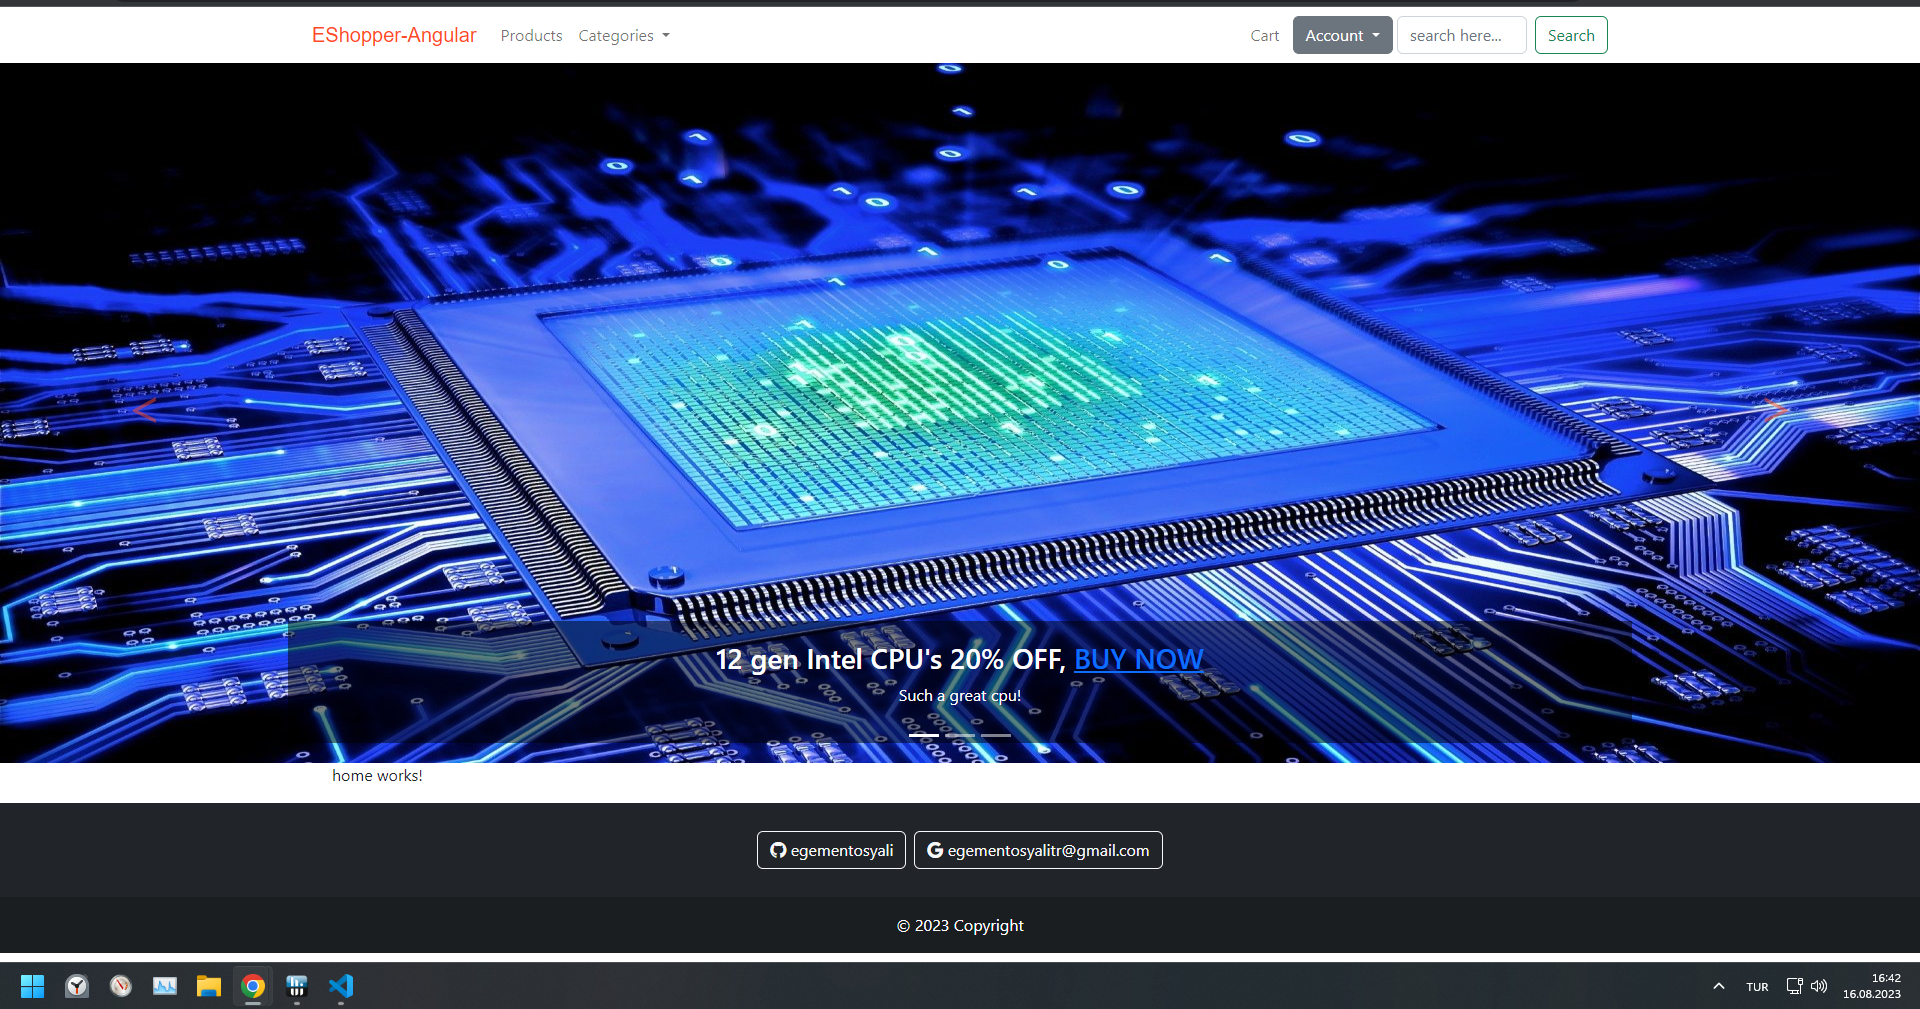 EShopper-Angular Products Categories Cart Account search here... Search
12 gen Intel CPU's 20% OFF, BUY NOW
Such a great cpu!
home works!
egementosyali egementosyalitr@gmail.com
© 2023 Copyright
TUR 16:42
16.08.2023